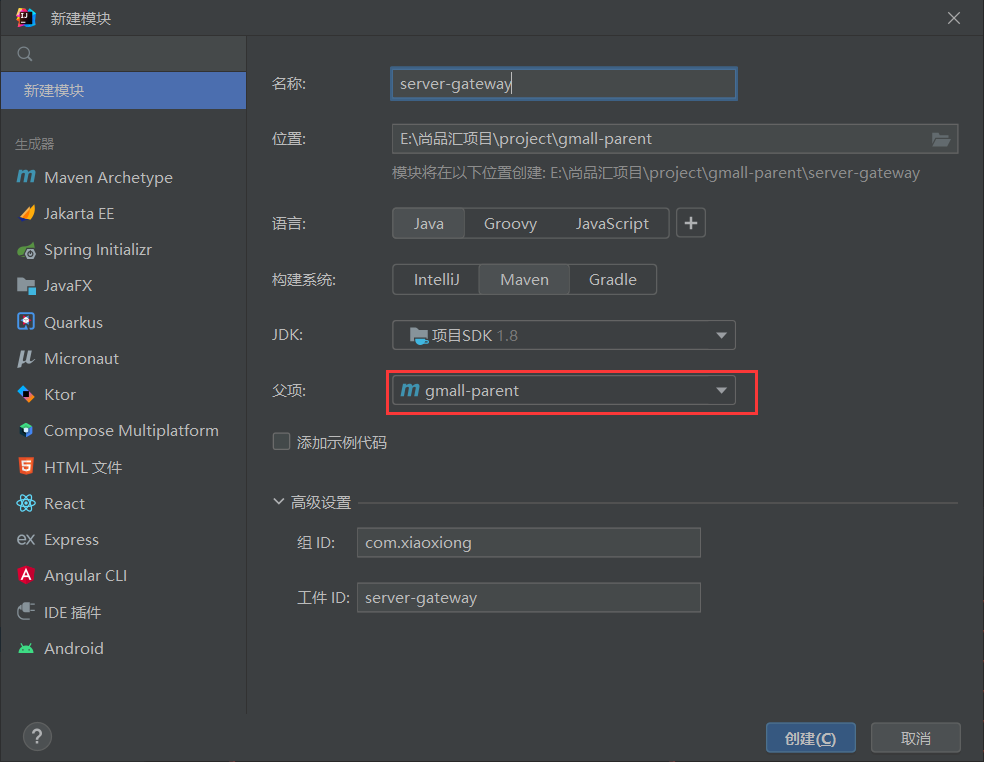 新建模块
新建模块
生成器
Maven Archetype
Jakarta EE
Spring Initializr
JavaFX
Quarkus
Micronaut
Ktor
Compose Multiplatform
HTML 文件
React
Express
Angular CLI
IDE 插件
Android
名称: server-gateway
位置: E:\尚品汇项目\project\gmall-parent
模块将在以下位置创建: E:\尚品汇项目\project\gmall-parent\server-gateway
语言: Java Groovy JavaScript +
构建系统: IntelliJ Maven Gradle
JDK: 项目SDK 1.8
父项: gmall-parent
添加示例代码
高级设置
组 ID: com.xiaoxiong
工件 ID: server-gateway
? 创建(C) 取消